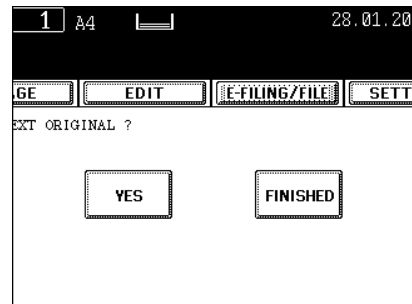 1 A4 28.01.20
.GE EDIT E-FILING/FILE SETT
EXT ORIGINAL ?
YES FINISHED